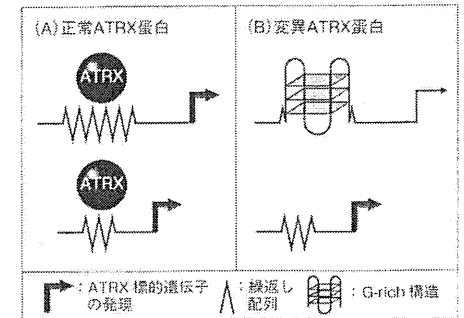 (A)正常ATRX蛋白
(B)変異ATRX蛋白
ATRX
ATRX
:ATRX 標的遺伝子
の発現
:繰返し
配列
:G-rich 構造